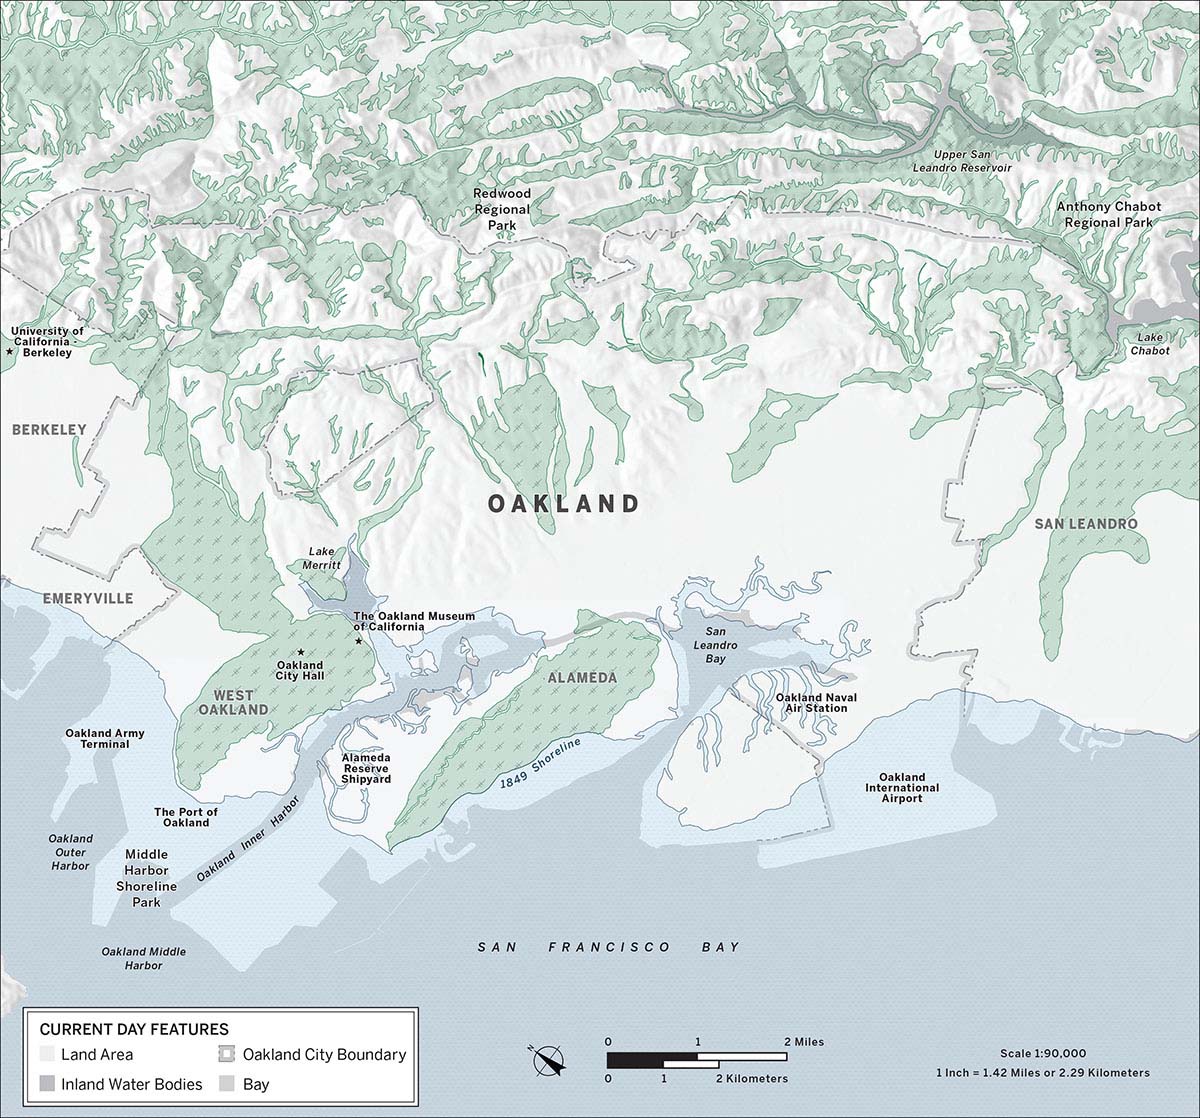 Upper San
Leandro Reservoir
Redwood
Regional
Park
Anthony Chabot
Regional Park
University of
California -
Berkeley
Lake
Chabot
BERKELEY
OAKLAND
SAN LEANDRO
Lake
Merritt
EMERYVILLE
The Oakland Museum
of California
San
Leandro
Bay
Oakland
City Hall
ALAMEDA
WEST
OAKLAND
Oakland Naval
Air Station
Oakland Army
Terminal
Alameda
Reserve
Shipyard
1849 Shoreline
Oakland
International
Airport
The Port of
Oakland
Oakland Inner Harbor
Oakland
Outer
Harbor
Middle
Harbor
Shoreline
Park
Oakland Middle
Harbor
SAN FRANCISCO BAY
CURRENT DAY FEATURES
Land Area
Oakland City Boundary
Inland Water Bodies
Bay
N
0 1 2 Miles
0 1 2 Kilometers
Scale 1:90,000
1 Inch = 1.42 Miles or 2.29 Kilometers